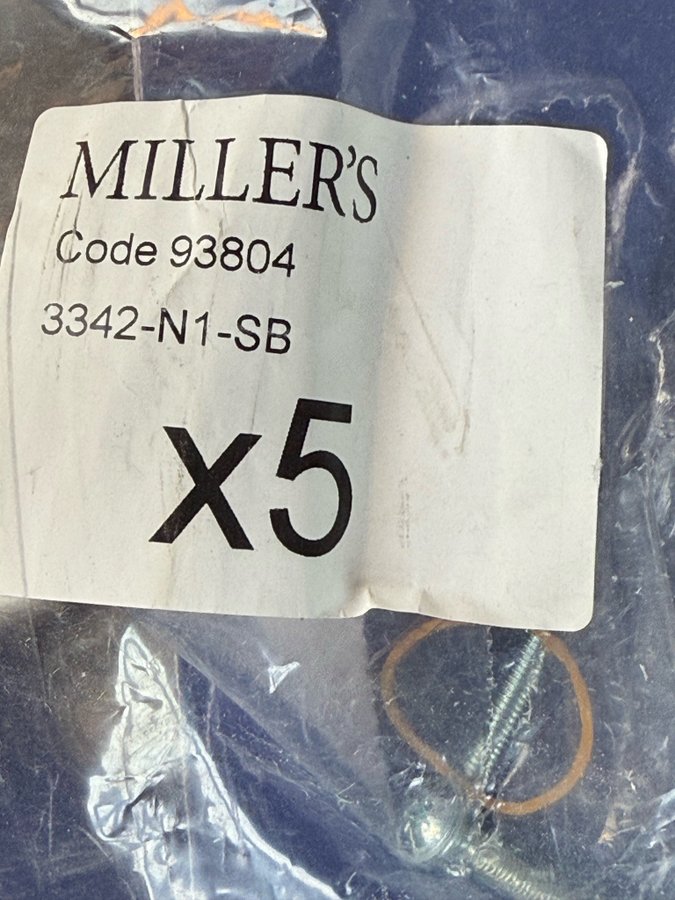 MILLER'S
Code 93804
3342-N1-SB
x5